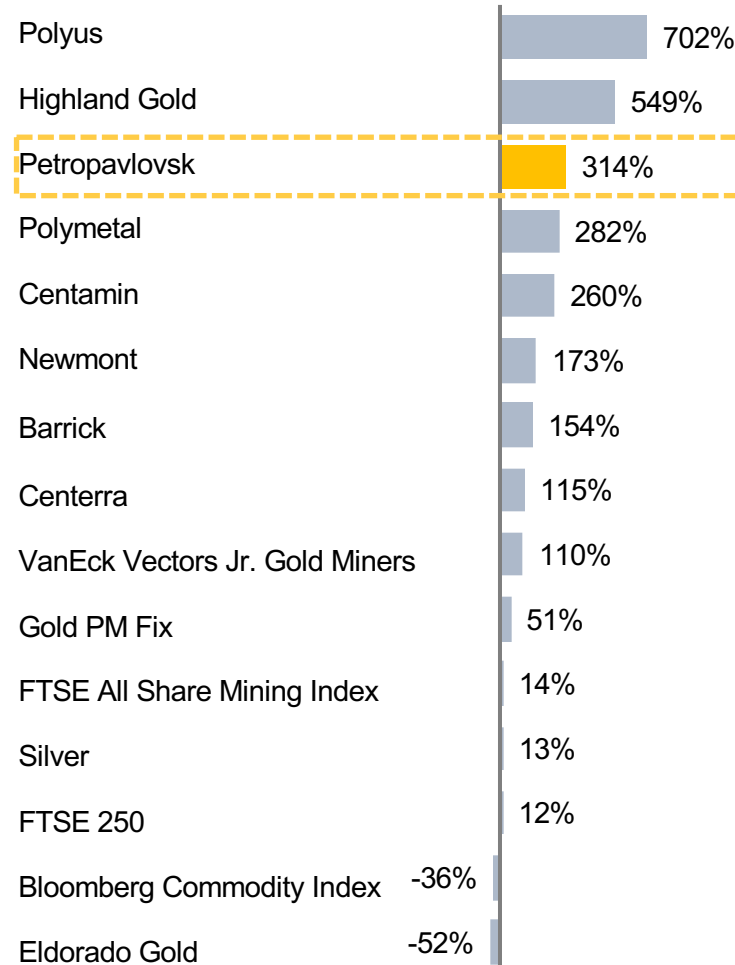 Polyus 702%
Highland Gold 549%
Petropavlovsk 314%
Polymetal 282%
Centamin 260%
Newmont 173%
Barrick 154%
Centerra 115%
VanEck Vectors Jr. Gold Miners 110%
Gold PM Fix 51%
FTSE All Share Mining Index 14%
Silver 13%
FTSE 250 12%
Bloomberg Commodity Index -36%
Eldorado Gold -52%